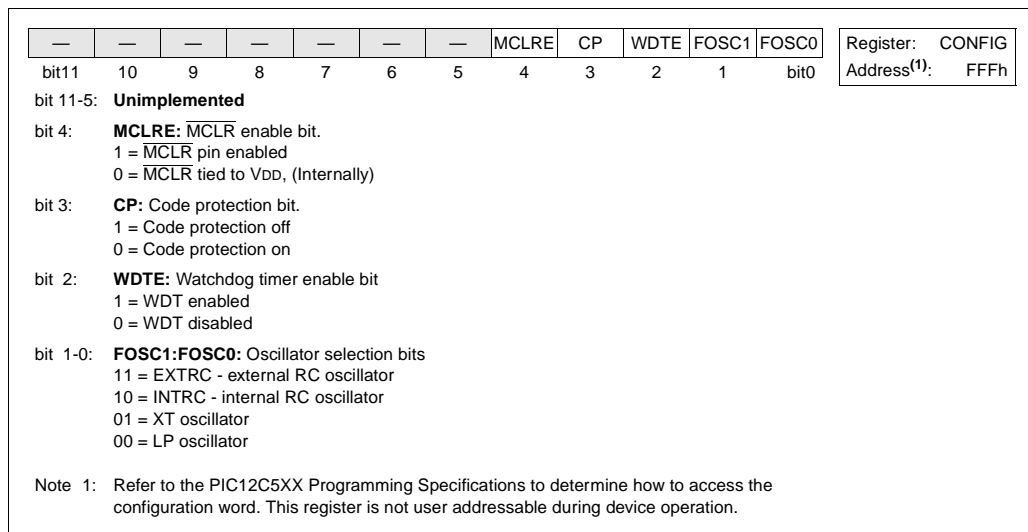 — — — — — — — MCLRE CP WDTE FOSC1 FOSC0 Register: CONFIG
bit11 10 9 8 7 6 5 4 3 2 1 bit0 Address(1): FFFh
bit 11-5: Unimplemented
bit 4: MCLRE: MCLR enable bit.
1 = MCLR pin enabled
0 = MCLR tied to VDD, (Internally)
bit 3: CP: Code protection bit.
1 = Code protection off
0 = Code protection on
bit 2: WDTE: Watchdog timer enable bit
1 = WDT enabled
0 = WDT disabled
bit 1-0: FOSC1:FOSC0: Oscillator selection bits
11 = EXTRC - external RC oscillator
10 = INTRC - internal RC oscillator
01 = XT oscillator
00 = LP oscillator
Note 1: Refer to the PIC12C5XX Programming Specifications to determine how to access the
configuration word. This register is not user addressable during device operation.